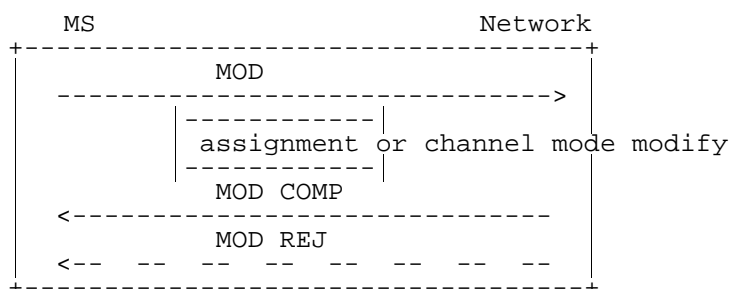 MS Network
MOD
assignment or channel mode modify
MOD COMP
MOD REJ